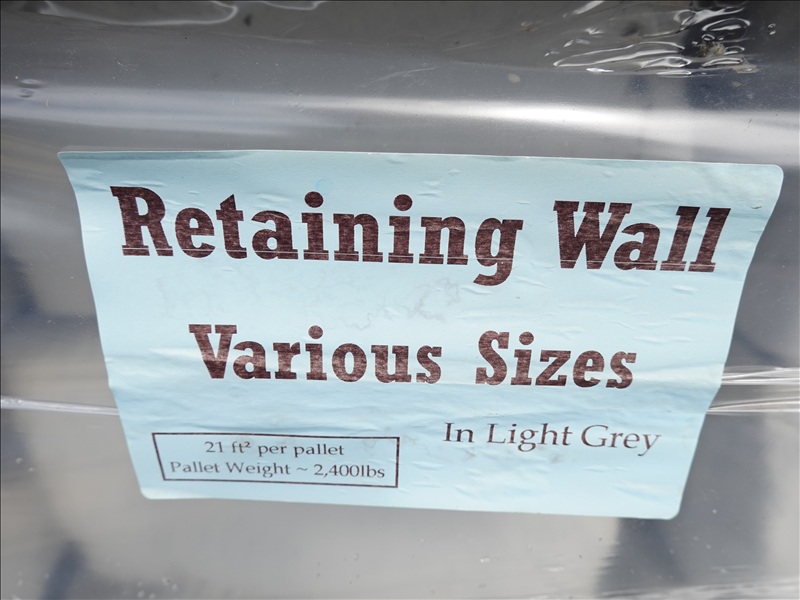 Retaining Wall
Various Sizes
In Light Grey
21 ft² per pallet
Pallet Weight ~ 2,400lbs